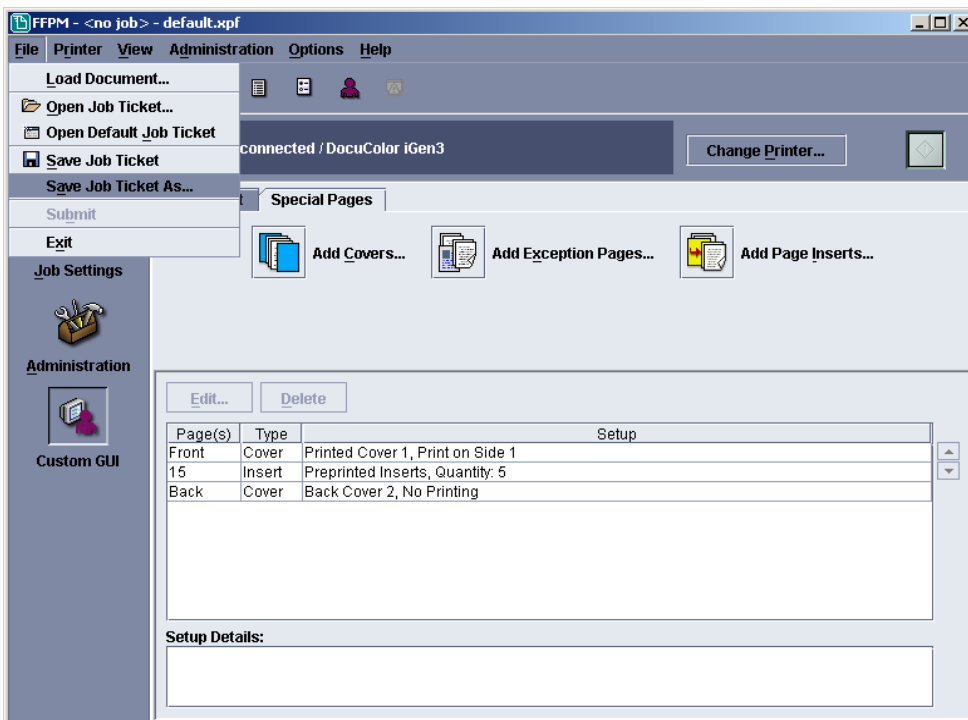 FFPM - <no job> - default.xpf
File Printer View Administration Options Help
Load Document...
Open Job Ticket...
Open Default Job Ticket
Save Job Ticket
Save Job Ticket As...
Submit
Exit
connected / DocuColor iGen3
Change Printer...
Special Pages
Add Covers...
Add Exception Pages...
Add Page Inserts...
Job Settings
Administration
Custom GUI
Edit...
Delete
Page(s) Type Setup
Front Cover Printed Cover 1, Print on Side 1
15 Insert Preprinted Inserts, Quantity: 5
Back Cover Back Cover 2, No Printing
Setup Details: